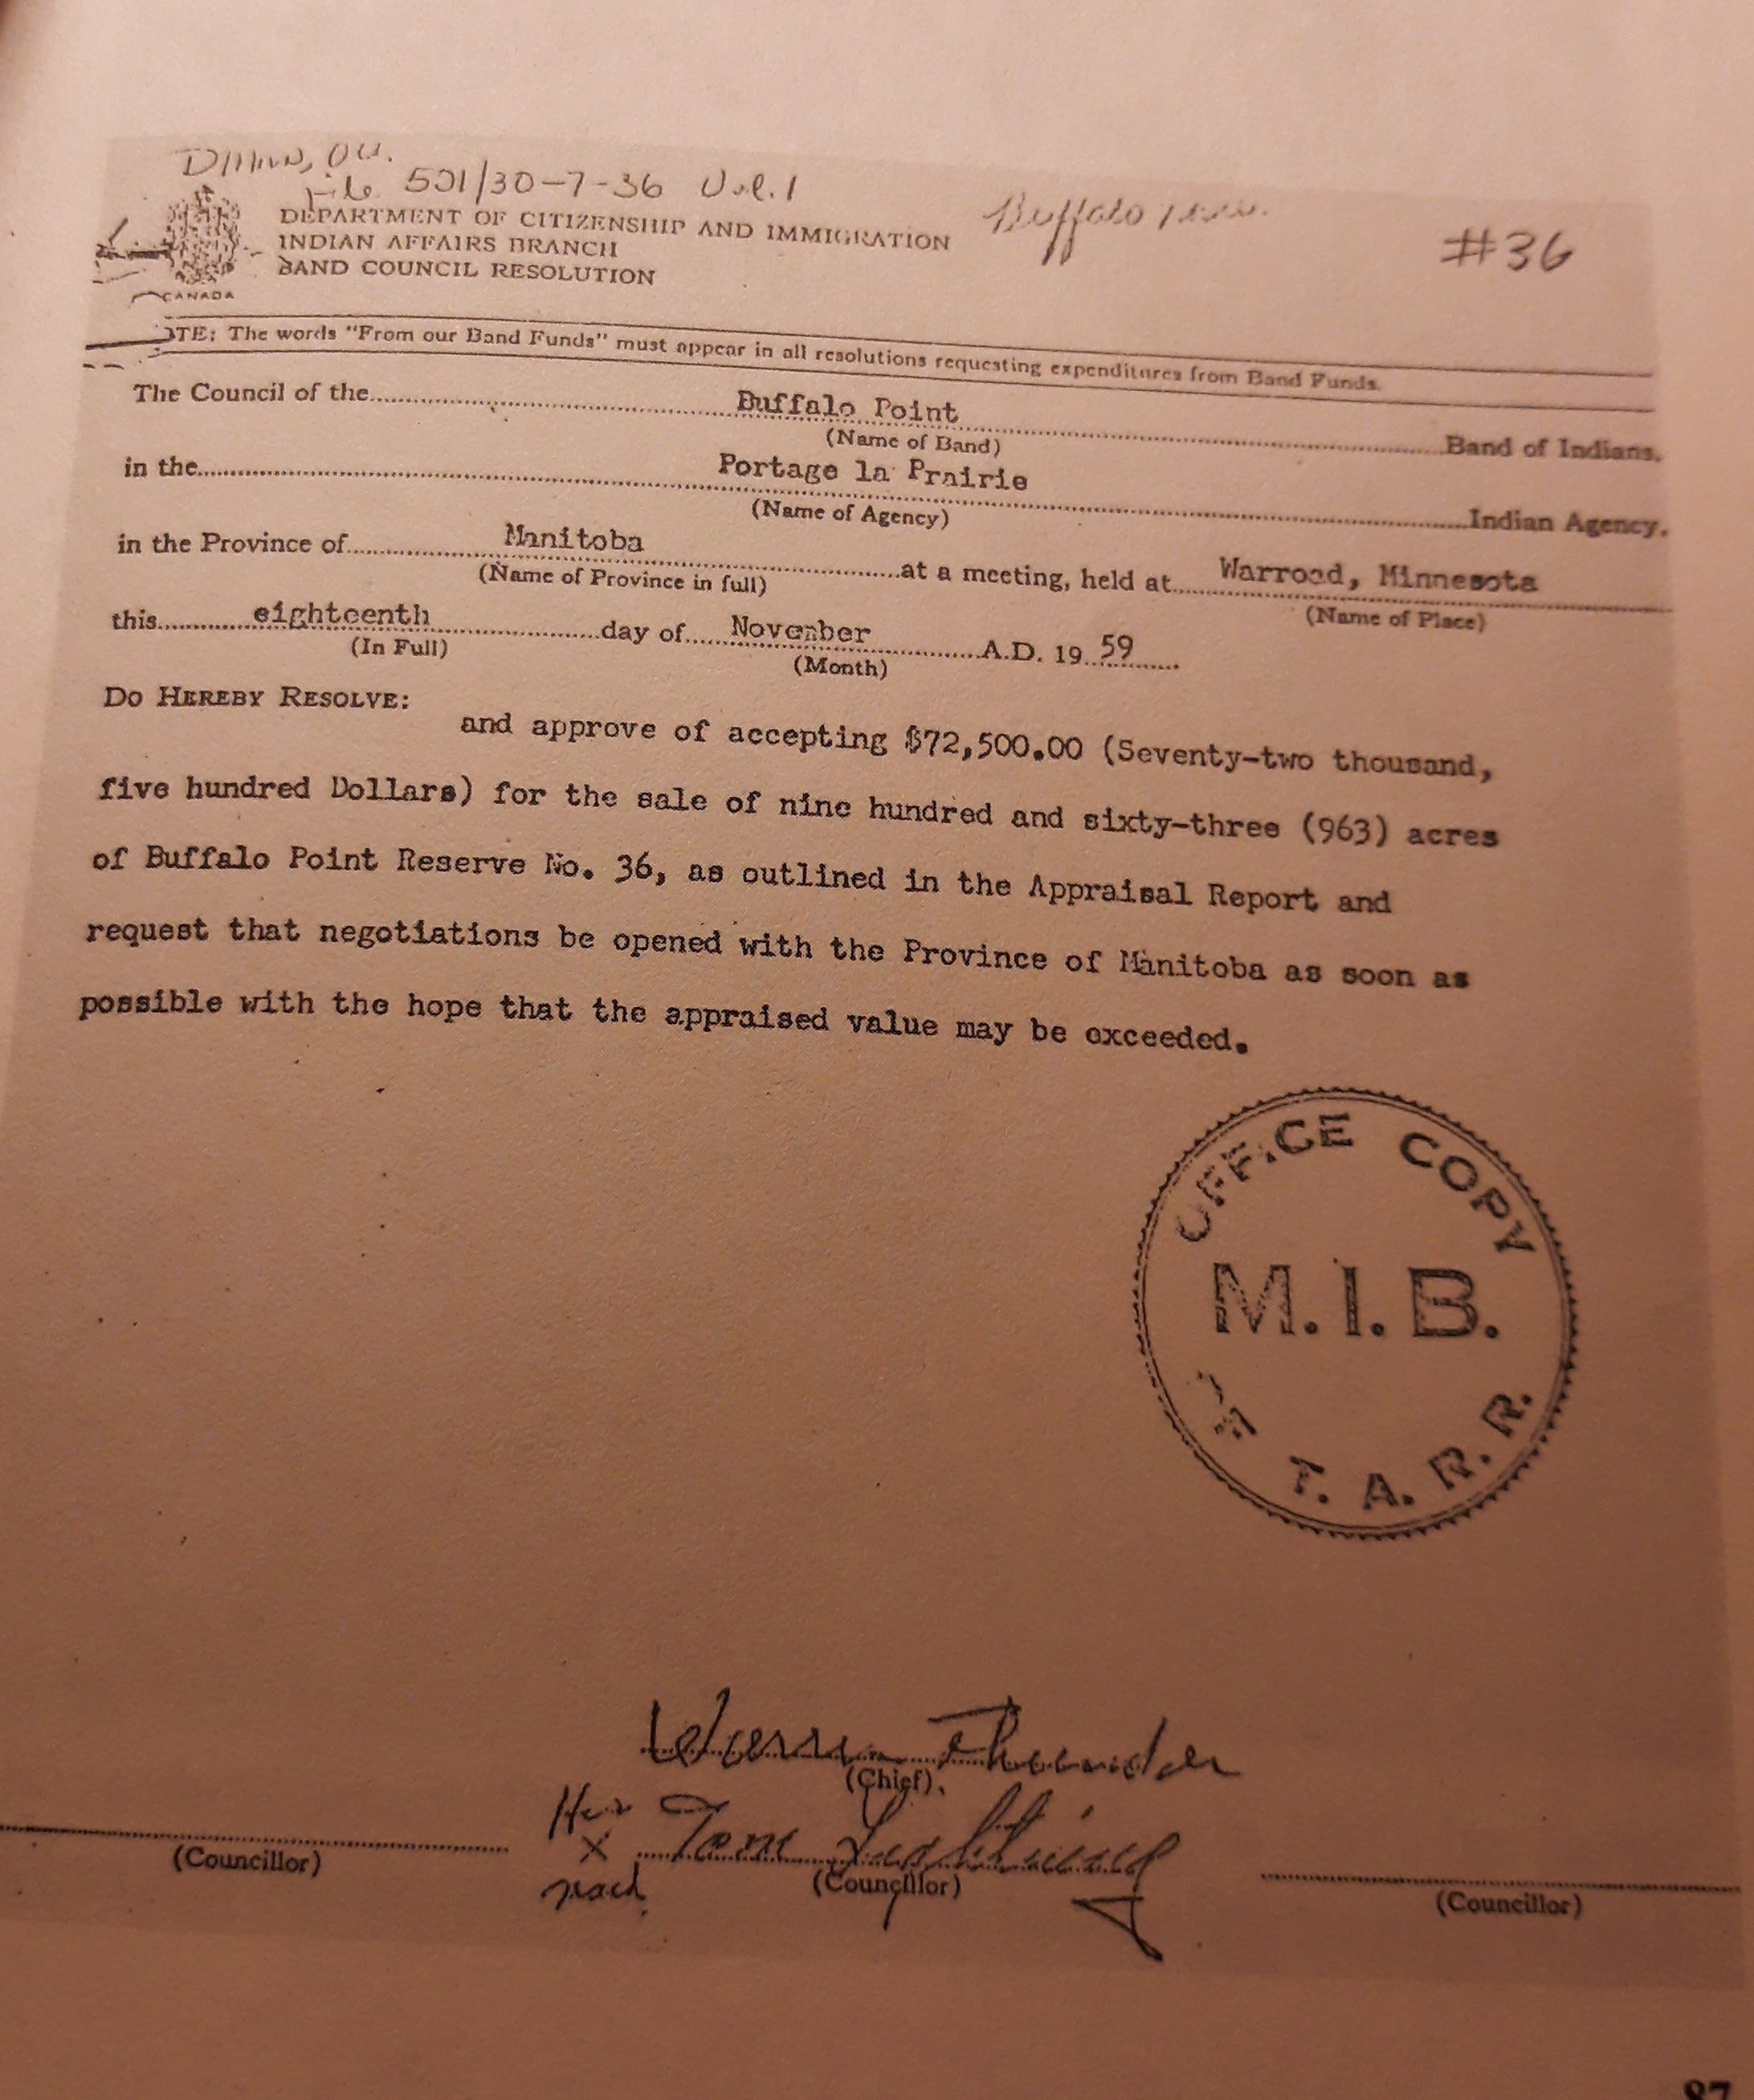 File 501/30-7-36 Vol. 1
Buffalo
#36
DEPARTMENT OF CITIZENSHIP AND IMMIGRATION
INDIAN AFFAIRS BRANCH
BAND COUNCIL RESOLUTION
CANADA
OTE: The words "From our Band Funds" must appear in all resolutions requesting expenditures from Band Funds.
The Council of the Buffalo Point Band of Indians.
(Name of Band)
in the Portage la Prairie Indian Agency.
(Name of Agency)
in the Province of Manitoba at a meeting, held at Warroad, Minnesota
(Name of Province in full) (Name of Place)
this eighteenth day of November A.D. 19 59
(In Full) (Month)
DO HEREBY RESOLVE:
and approve of accepting $72,500.00 (Seventy-two thousand,
five hundred Dollars) for the sale of nine hundred and sixty-three (963) acres
of Buffalo Point Reserve No. 36, as outlined in the Appraisal Report and
request that negotiations be opened with the Province of Manitoba as soon as
possible with the hope that the appraised value may be exceeded.
OFFICE COPY
M.I.B.
T. A. R. R.
Thunder
(Chief)
X Tom
(Councillor) (Councillor) (Councillor)
87